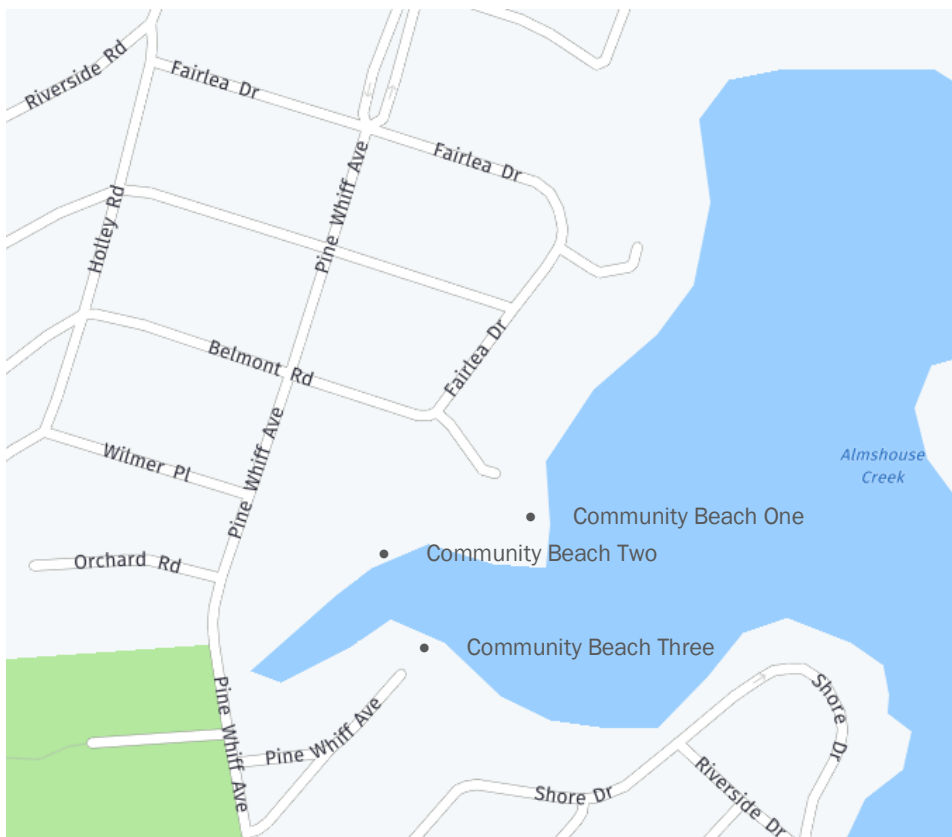 Riverside Rd
Fairlea Dr
Fairlea Dr
Pine Whiff Ave
Holley Rd
Belmont Rd
Fairlea Dr
Almshouse
Creek
Wilmer Pl
Pine Whiff Ave
Community Beach One
Community Beach Two
Orchard Rd
Community Beach Three
Pine Whiff Ave
Pine Whiff Ave
Shore Dr
Shore Dr
Riverside Dr